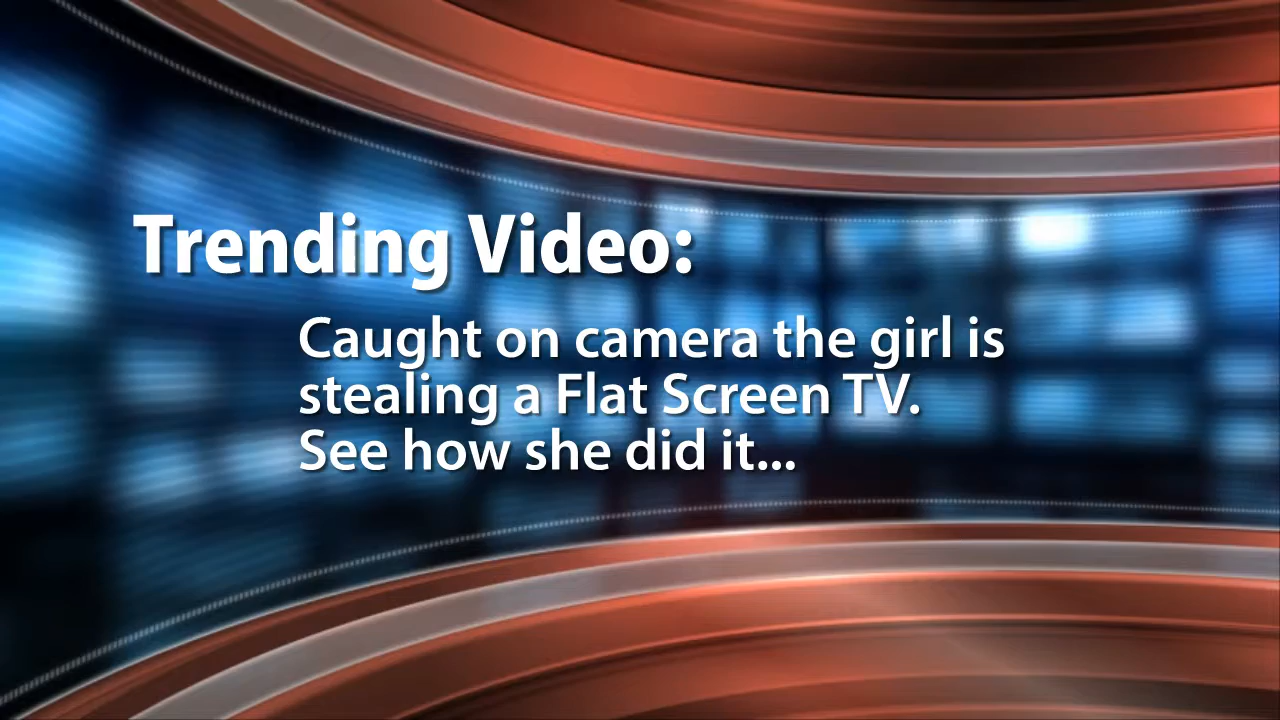 Trending Video:
Caught on camera the girl is
stealing a Flat Screen TV.
See how she did it...